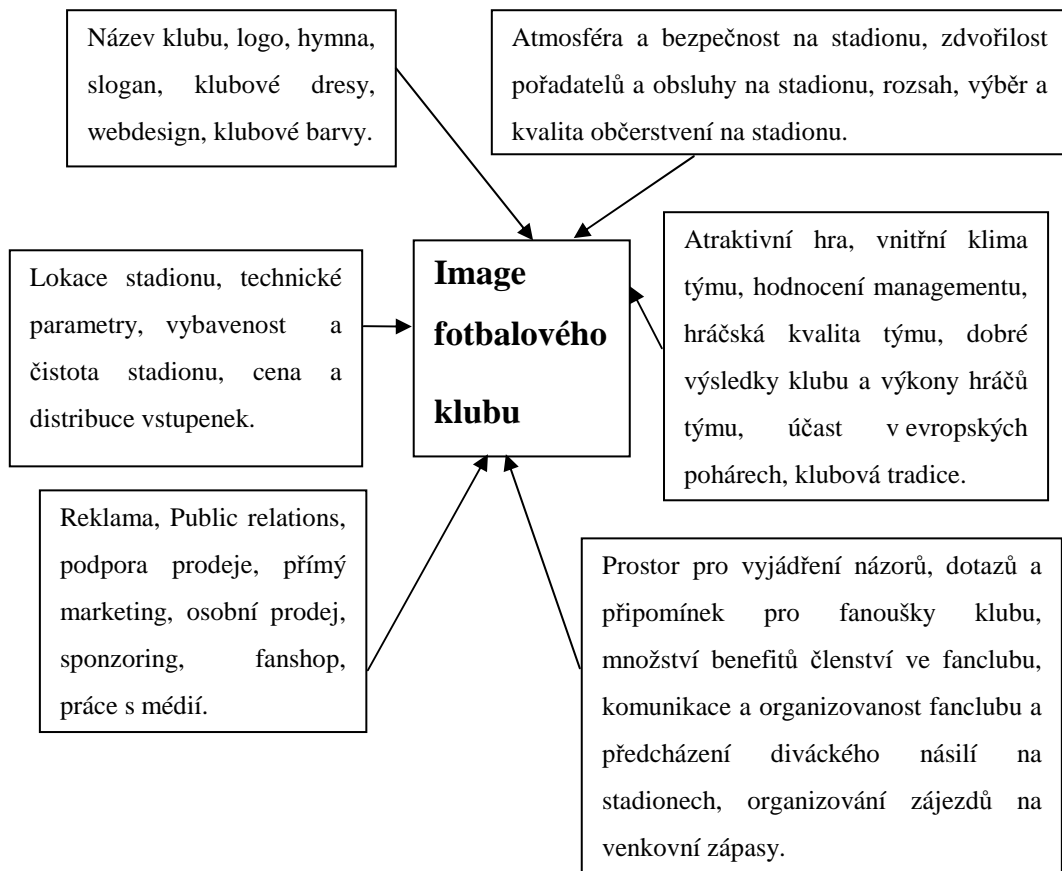 Název klubu, logo, hymna,
slogan, klubové dresy,
webdesign, klubové barvy.
Atmosféra a bezpečnost na stadionu, zdvořilost
pořadatelů a obsluhy na stadionu, rozsah, výběr a
kvalita občerstvení na stadionu.
Lokace stadionu, technické
parametry, vybavenost a
čistota stadionu, cena a
distribuce vstupenek.
Image
fotbalového
klubu
Atraktivní hra, vnitřní klima
týmu, hodnocení managementu,
hráčská kvalita týmu, dobré
výsledky klubu a výkony hráčů
týmu, účast v evropských
pohárech, klubová tradice.
Reklama, Public relations,
podpora prodeje, přímý
marketing, osobní prodej,
sponzoring, fanshop,
práce s médií.
Prostor pro vyjádření názorů, dotazů a
připomínek pro fanoušky klubu,
množství benefitů členství ve fanclubu,
komunikace a organizovanost fanclubu a
předcházení diváckého násilí na
stadionech, organizování zájezdů na
venkovní zápasy.